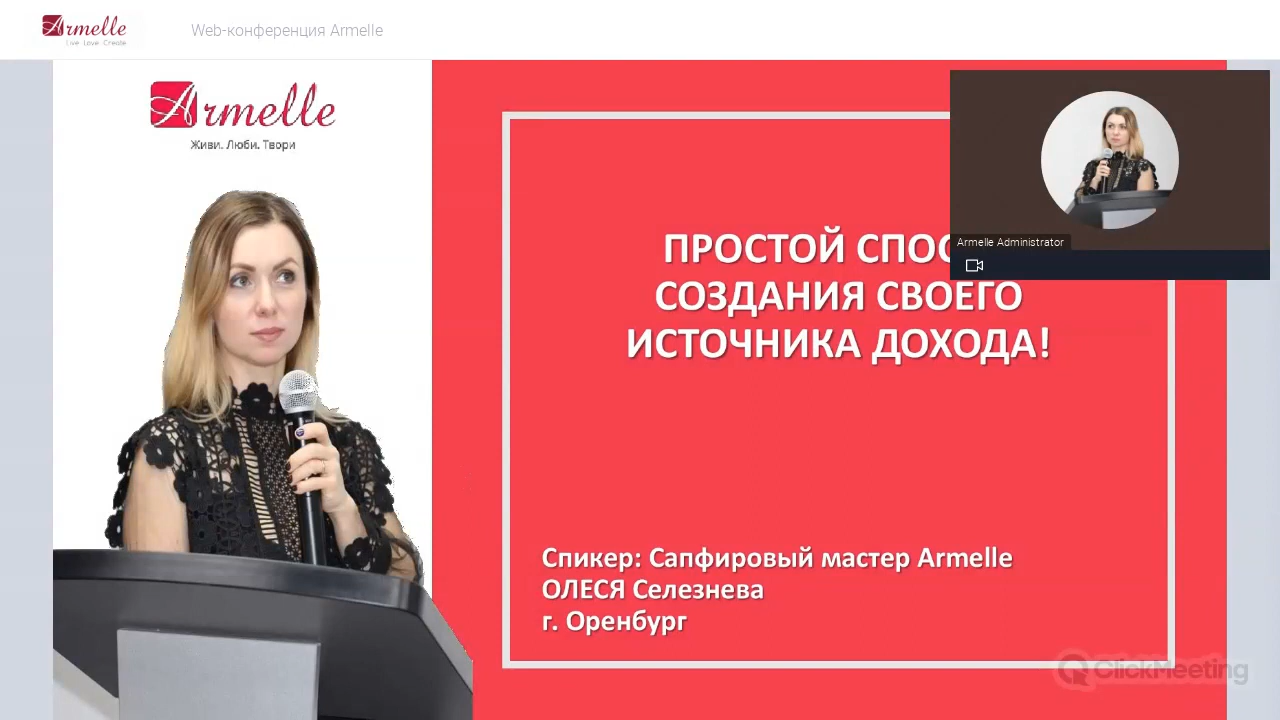 Armelle
Live. Love. Create
Web-конференция Armelle
Armelle
Живи. Люби. Твори
ПРОСТОЙ СПОС
СОЗДАНИЯ СВОЕГО
ИСТОЧНИКА ДОХОДА!
Armelle Administrator
Спикер: Сапфировый мастер Armelle
ОЛЕСЯ Селезнева
г. Оренбург
ClickMeeting